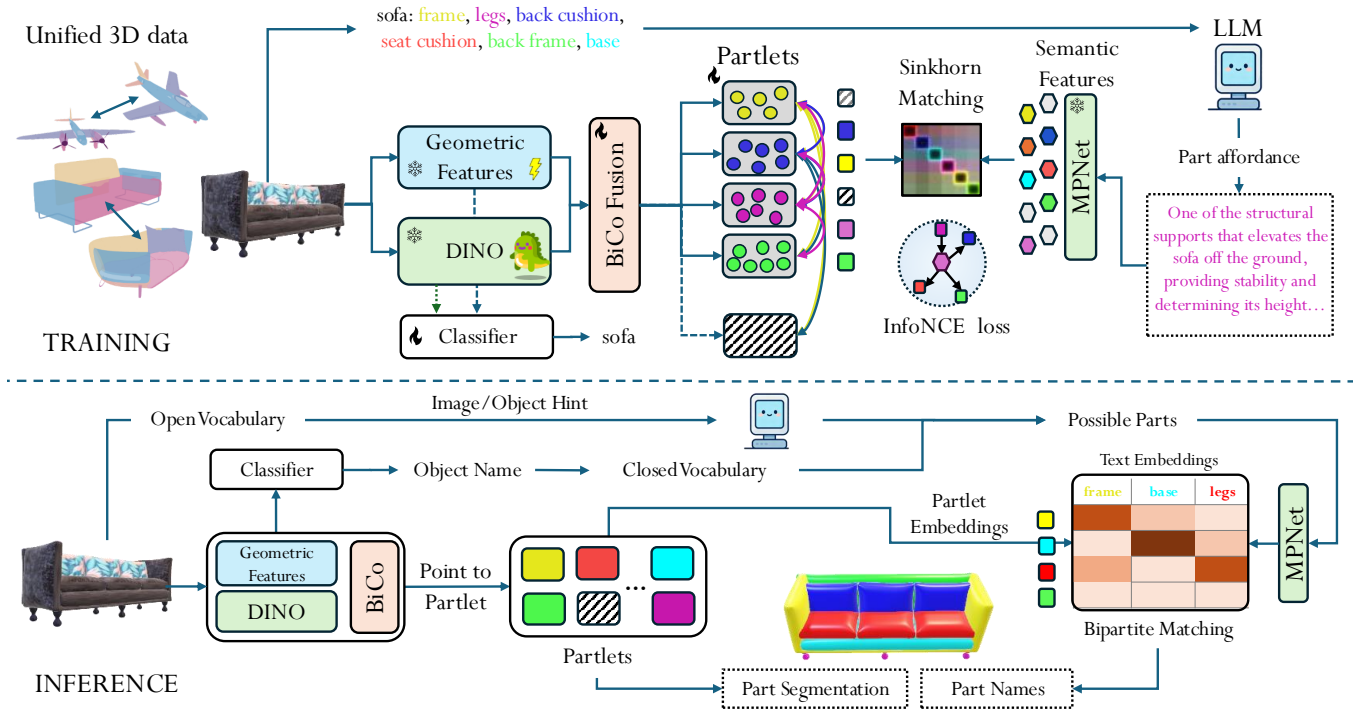 Unified 3D data
sofa: frame, legs, back cushion,
seat cushion, back frame, base
LLM
Partlets
Sinkhorn
Matching
Semantic
Features
Geometric
Features
DINO
BiCo Fusion
MPNet
Part affordance
One of the structural
supports that elevates the
sofa off the ground,
providing stability and
determining its height...
InfoNCE loss
Classifier
sofa
TRAINING
Open Vocabulary
Image/Object Hint
Possible Parts
Classifier
Object Name
Closed Vocabulary
Text Embeddings
frame
base
legs
Partlet
Embeddings
MPNet
Geometric
Features
DINO
BiCo
Point to
Partlet
...
Bipartite Matching
Partlets
INFERENCE
Part Segmentation
Part Names